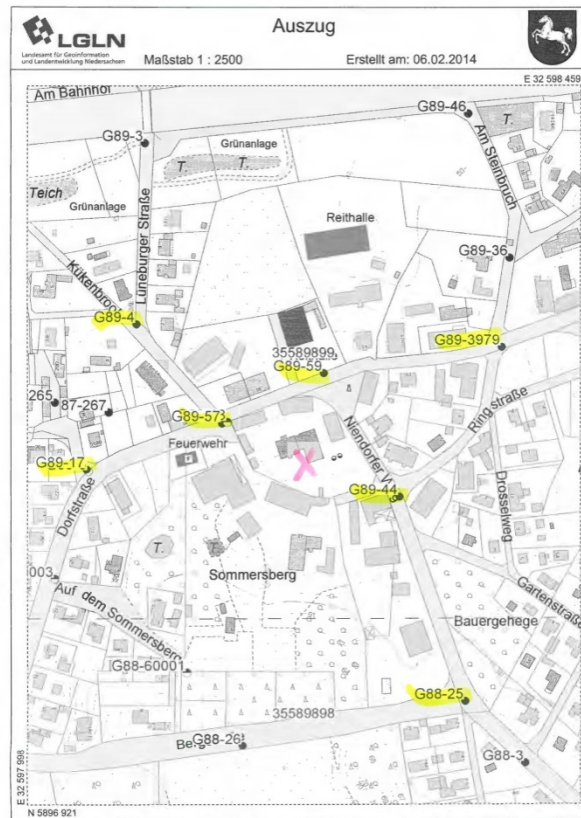 LGLN
Landesamt für Geoinformation
und Landentwicklung Niedersachsen
Auszug
Maßstab 1 : 2500
Erstellt am: 06.02.2014
E 32 598 459
Am Bahnhof
G89-46
G89-3
T.
Grünanlage
T.
T.
Am Steinbruch
Teich
Grünanlage
Lüneburger Straße
Reithalle
G89-36
Kükenbrook
G89-4
G89-3979
35589899
G89-59
265
87-267
G89-57
Ring straße
Niendorfer Weg
Feuerwehr
X
G89-17
G89-44
Drosselweg
Dorfstraße
T.
003
Sommersberg
Auf dem Sommersberg
Gartenstraße
Bauergehege
G88-60001
G88-25
35589898
G88-26
G88-3
E 32 597 998
N 5896 921